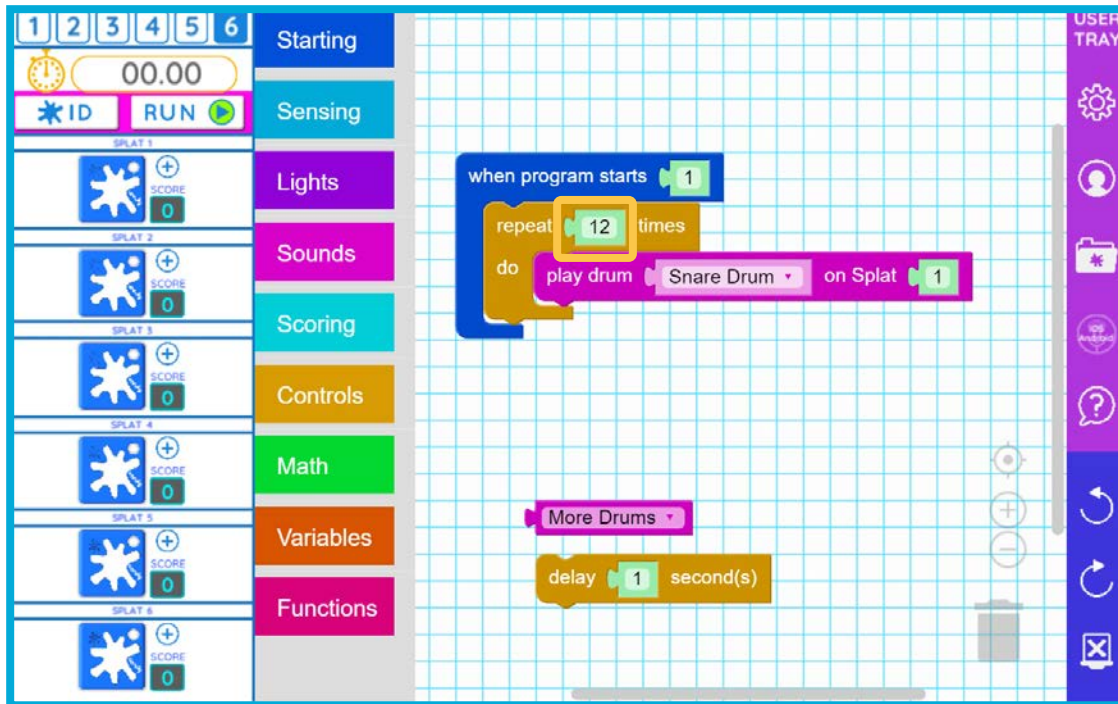 1 2 3 4 5 6
00.00
ID RUN
SPLAT 1
SCORE
0
SPLAT 2
SCORE
0
SPLAT 3
SCORE
0
SPLAT 4
SCORE
0
SPLAT 5
SCORE
0
SPLAT 6
SCORE
0
Starting
Sensing
Lights
Sounds
Scoring
Controls
Math
Variables
Functions
when program starts 1
repeat 12 times
do play drum Snare Drum on Splat 1
More Drums
delay 1 second(s)
USER
TRAY
iOS
Android
?